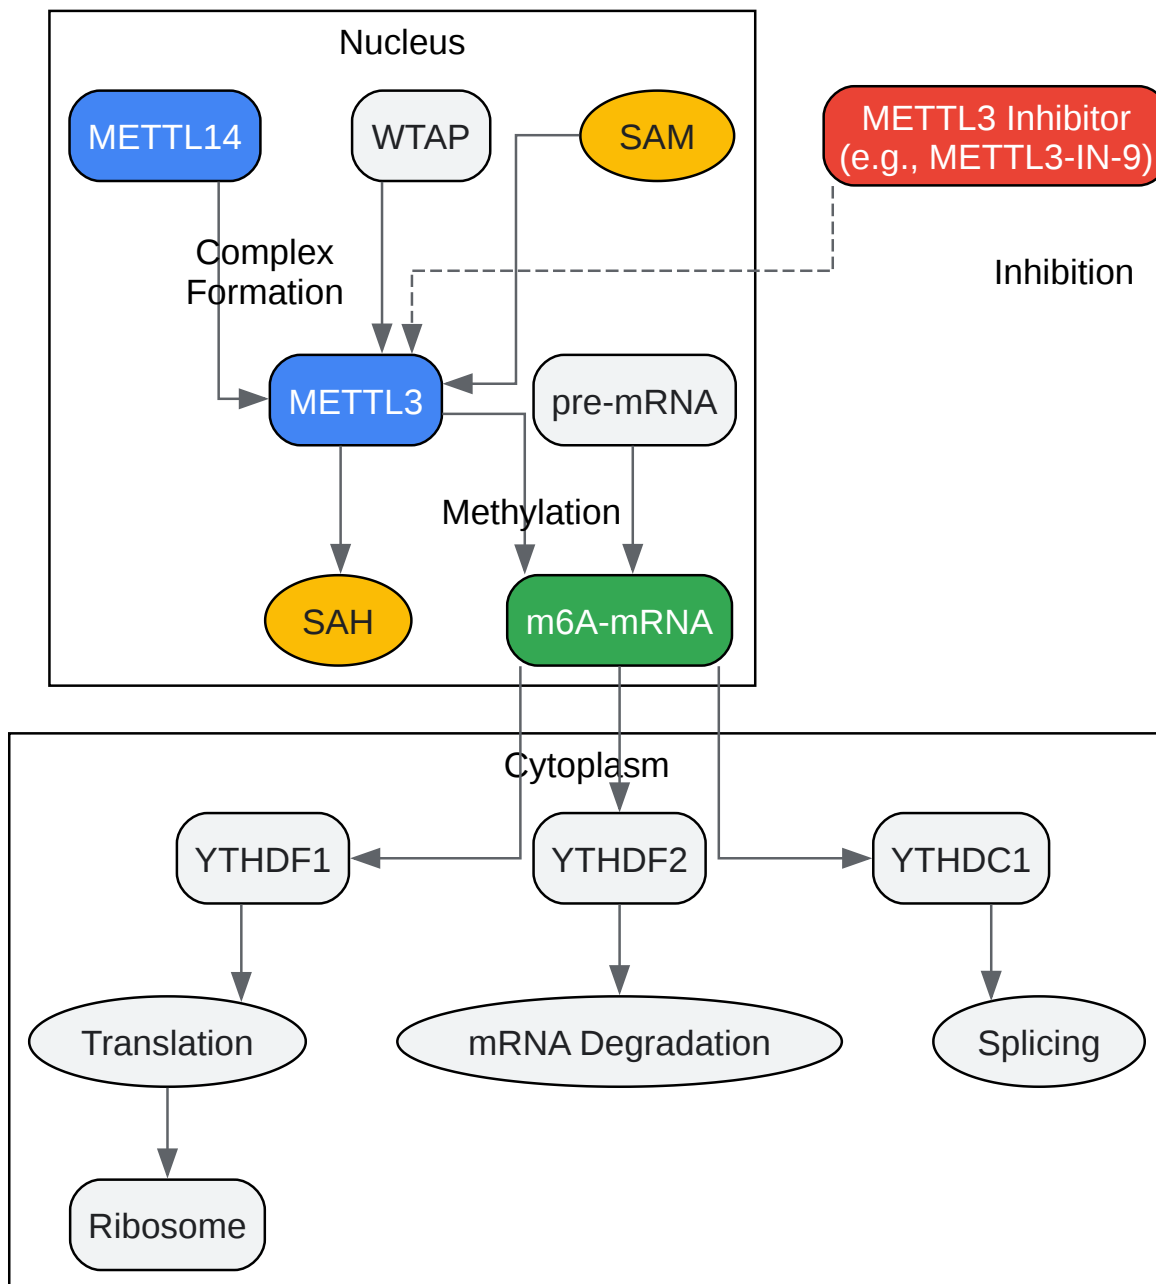 Nucleus
METTL14
WTAP
SAM
METTL3 Inhibitor
(e.g., METTL3-IN-9)
Complex
Formation
Inhibition
METTL3
pre-mRNA
Methylation
SAH
m6A-mRNA
Cytoplasm
YTHDF1
YTHDF2
YTHDC1
Translation
mRNA Degradation
Splicing
Ribosome